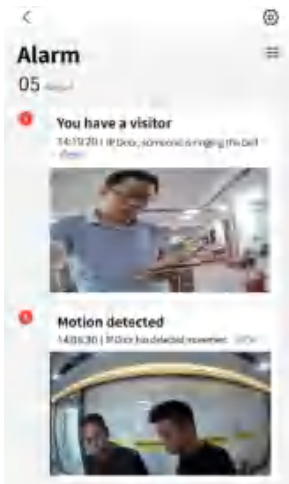 Alarm
05
You have a visitor
14:19:20 | IP Door, someone is ringing the bell
Motion detected
14:06:30 | IP Door has detected movement